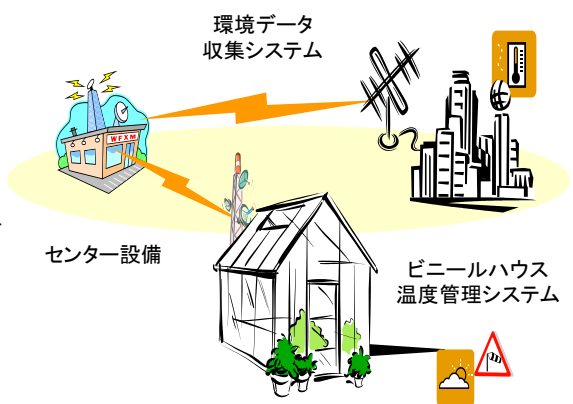 環境データ
収集システム
WFXM
センター設備
ビニールハウス
温度管理システム